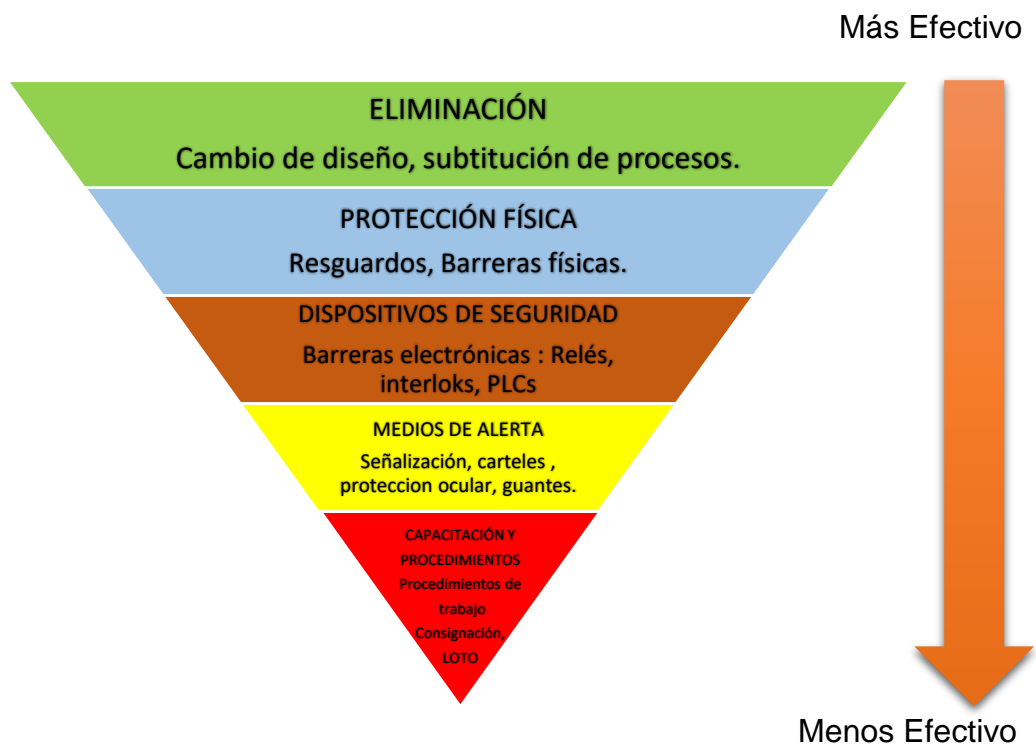 Más Efectivo
ELIMINACIÓN
Cambio de diseño, subtitución de procesos.
PROTECCIÓN FÍSICA
Resguardos, Barreras físicas.
DISPOSITIVOS DE SEGURIDAD
Barreras electrónicas : Relés,
interloks, PLCs
MEDIOS DE ALERTA
Señalización, carteles ,
proteccion ocular, guantes.
CAPACITACIÓN Y
PROCEDIMIENTOS
Procedimientos de
trabajo
Consignación,
LOTO
Menos Efectivo